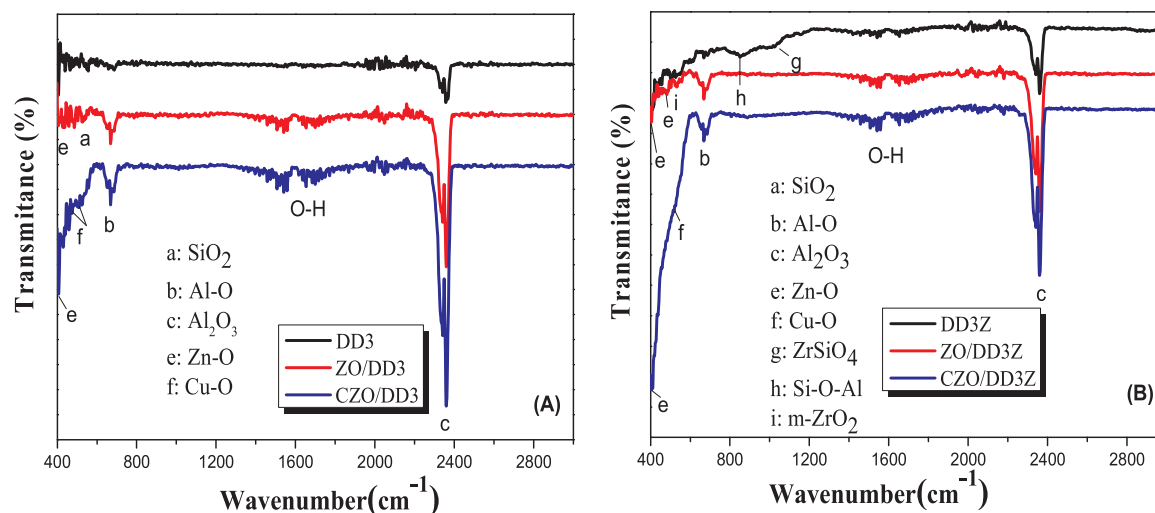 Transmitance (%)
e
a
b
f
e
O-H
a: SiO₂
b: Al-O
c: Al₂O₃
e: Zn-O
f: Cu-O
DD3
ZO/DD3
CZO/DD3
(A)
c
400 800 1200 1600 2000 2400 2800
Wavenumber(cm⁻¹)
Transmitance (%)
g
h
i
e
e
b
f
O-H
a: SiO₂
b: Al-O
c: Al₂O₃
e: Zn-O
f: Cu-O
g: ZrSiO₄
h: Si-O-Al
i: m-ZrO₂
DD3Z
ZO/DD3Z
CZO/DD3Z
(B)
c
e
400 800 1200 1600 2000 2400 2800
Wavenumber(cm⁻¹)